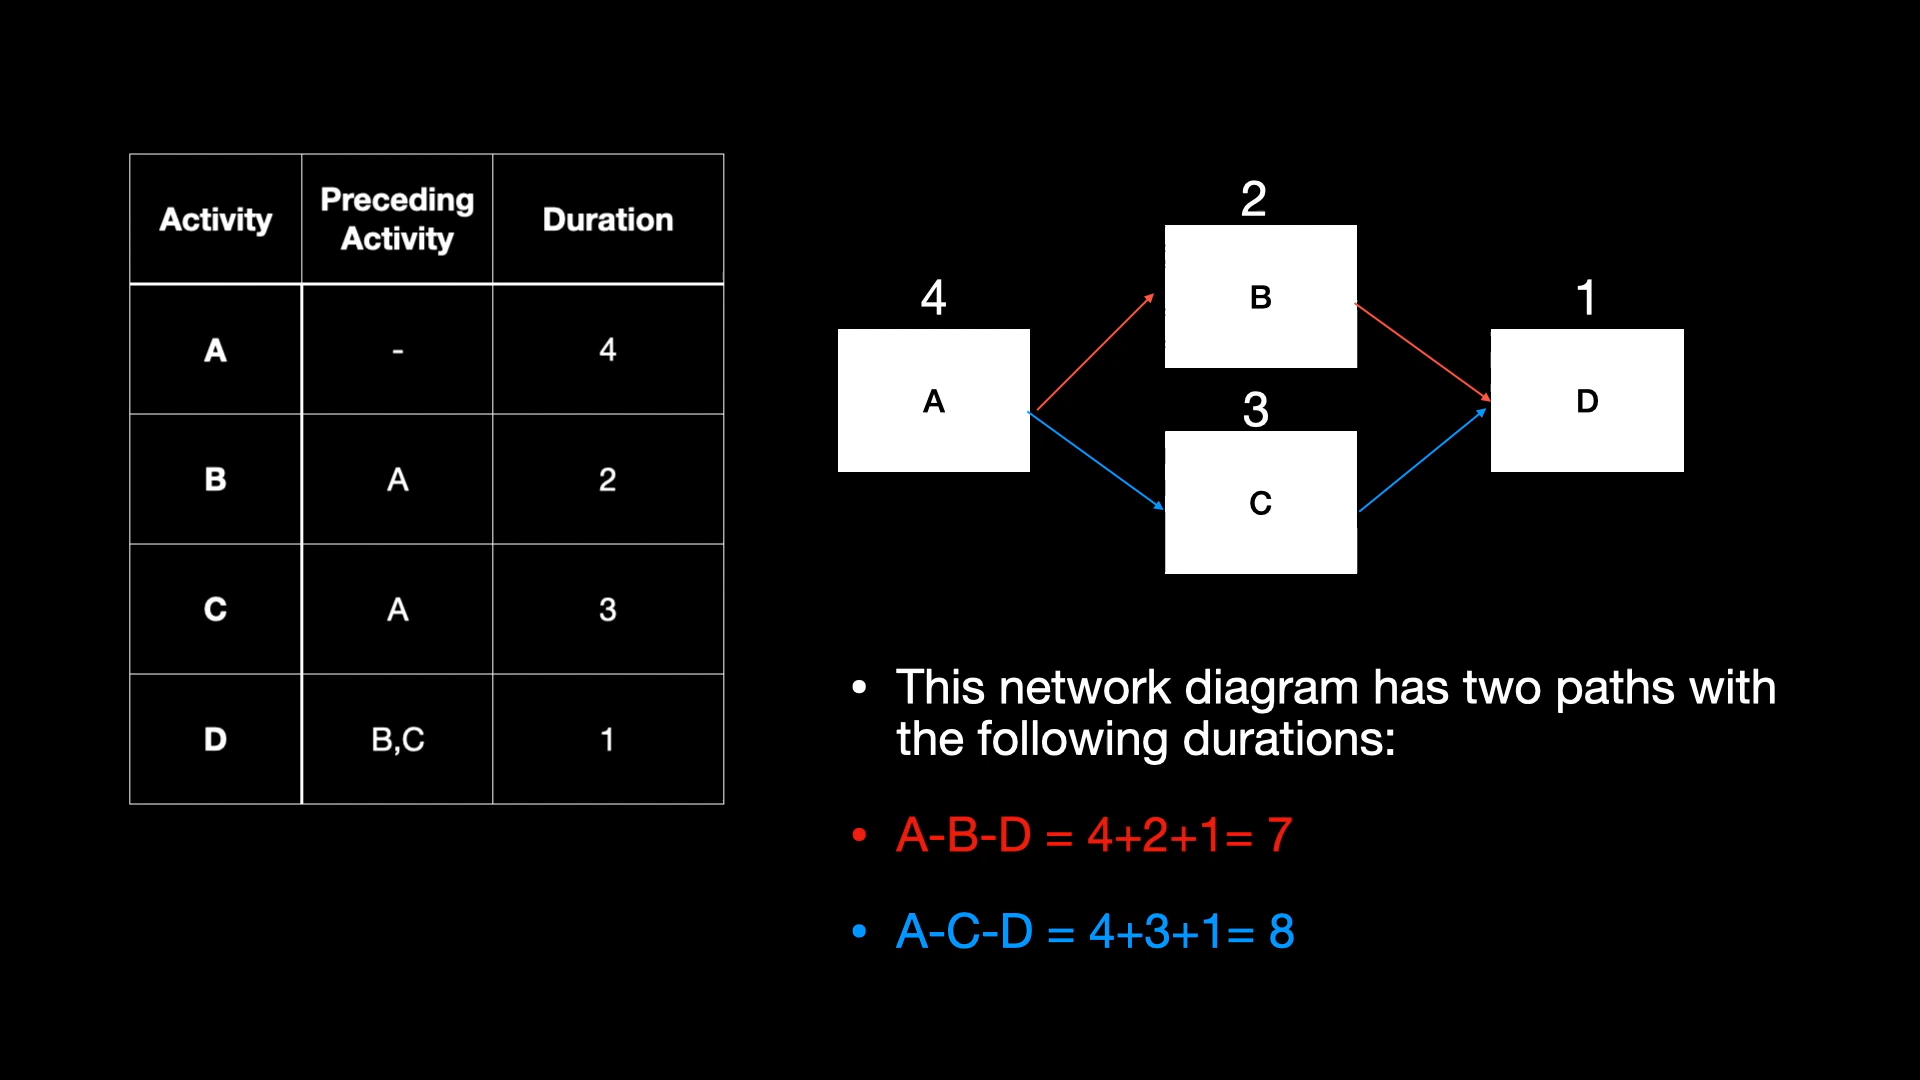 Activity Preceding Activity Duration
A - 4
B A 2
C A 3
D B,C 1
2
B
4
A
1
D
3
C
• This network diagram has two paths with
the following durations:
• A-B-D = 4+2+1= 7
• A-C-D = 4+3+1= 8